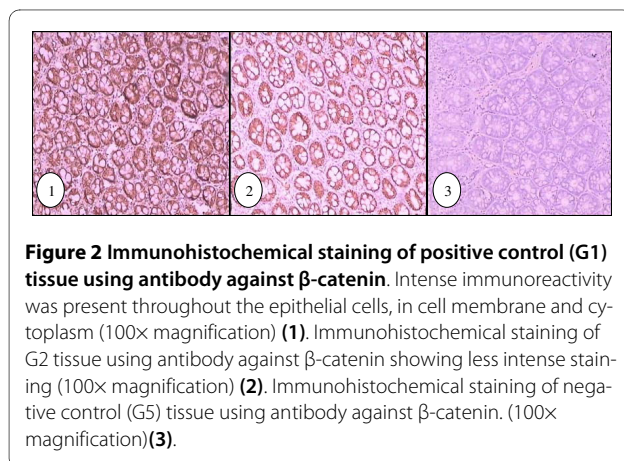 1 2 3
Figure 2 Immunohistochemical staining of positive control (G1)
tissue using antibody against β-catenin. Intense immunoreactivity
was present throughout the epithelial cells, in cell membrane and cy-
toplasm (100× magnification) (1). Immunohistochemical staining of
G2 tissue using antibody against β-catenin showing less intense stain-
ing (100× magnification) (2). Immunohistochemical staining of nega-
tive control (G5) tissue using antibody against β-catenin. (100×
magnification)(3).